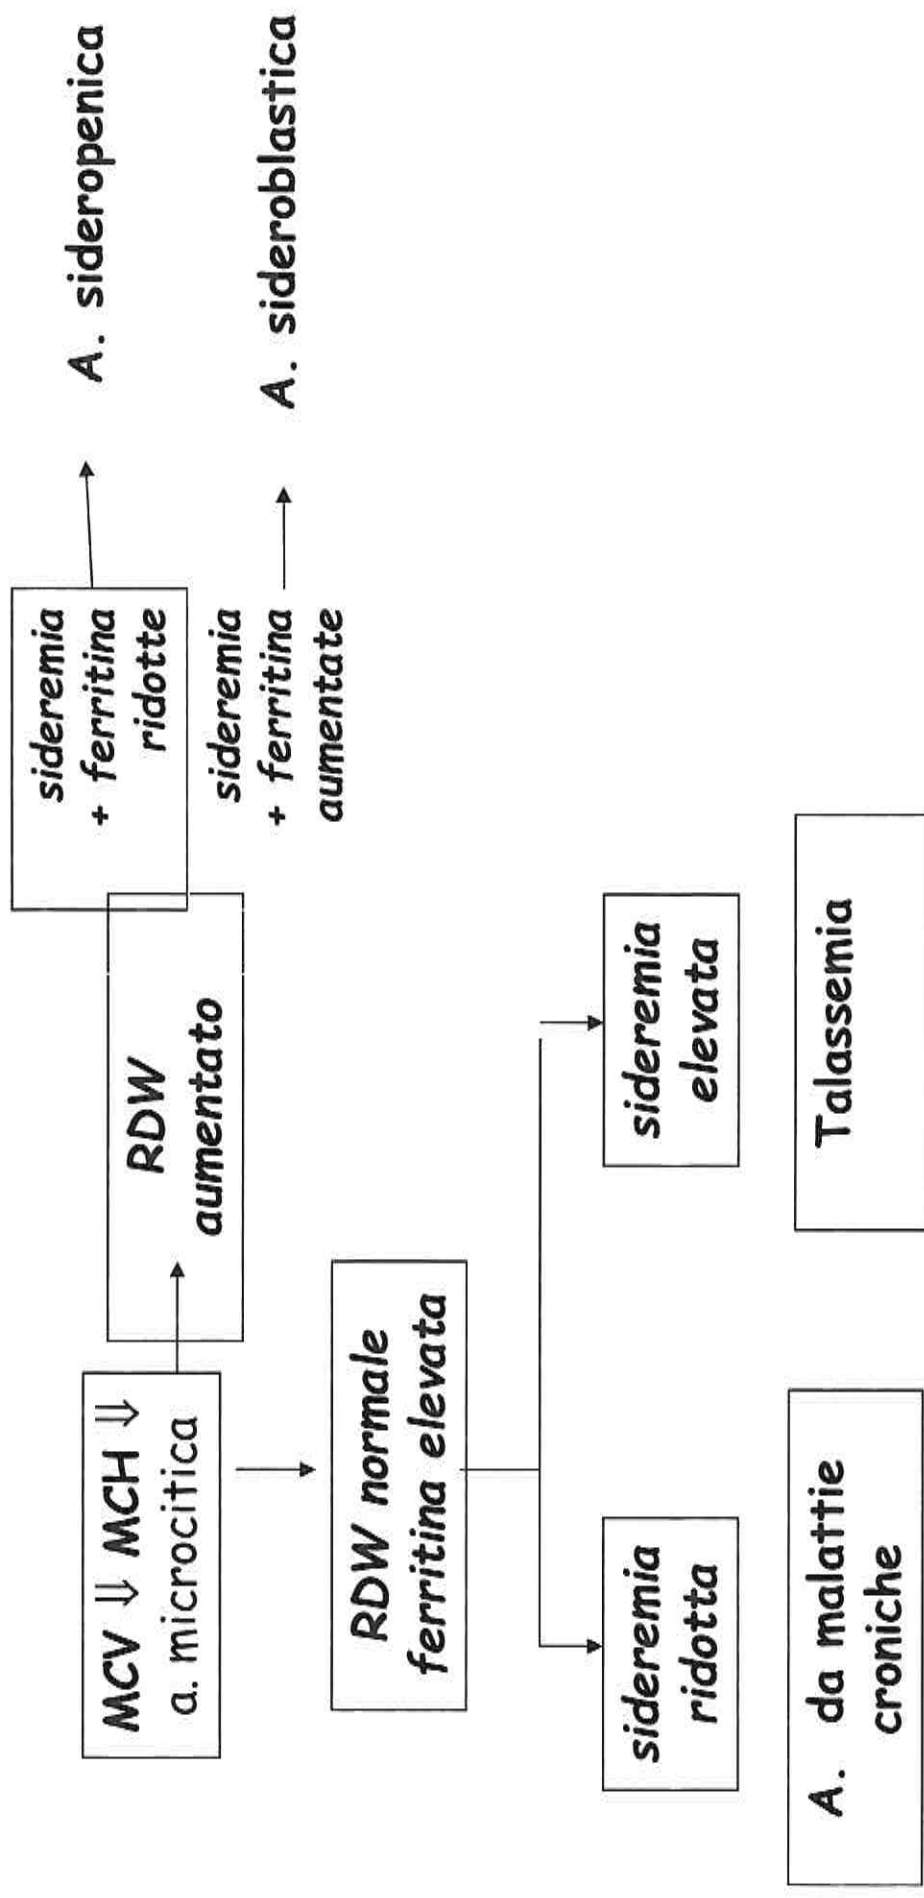 MCV ⇓ MCH ⇓
a. microcitica
RDW
aumentato
sideremia
+ ferritina
ridotte
A. sideropenica
sideremia
+ ferritina
aumentate
A. sideroblastica
RDW normale
ferritina elevata
sideremia
ridotta
sideremia
elevata
A. da malattie
croniche
Talassemia